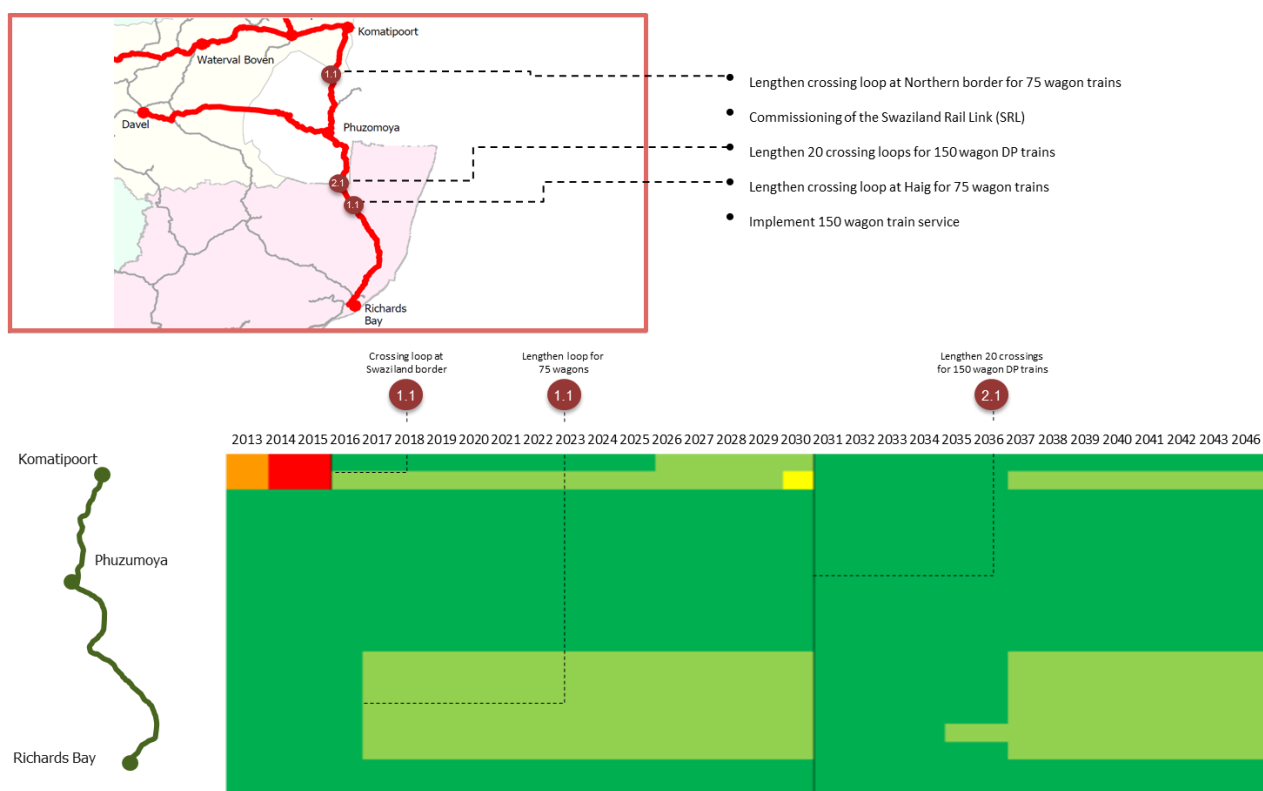 Komatipoort
Waterval Boven
1.1
Davel
Phuzomoya
2.1
1.1
Richards
Bay
Lengthen crossing loop at Northern border for 75 wagon trains
Commissioning of the Swaziland Rail Link (SRL)
Lengthen 20 crossing loops for 150 wagon DP trains
Lengthen crossing loop at Haig for 75 wagon trains
Implement 150 wagon train service
Crossing loop at
Swaziland border
1.1
Lengthen loop for
75 wagons
1.1
Lengthen 20 crossings
for 150 wagon DP trains
2.1
2013 2014 2015 2016 2017 2018 2019 2020 2021 2022 2023 2024 2025 2026 2027 2028 2029 2030 2031 2032 2033 2034 2035 2036 2037 2038 2039 2040 2041 2042 2043 2046
Komatipoort
Phuzumoya
Richards Bay